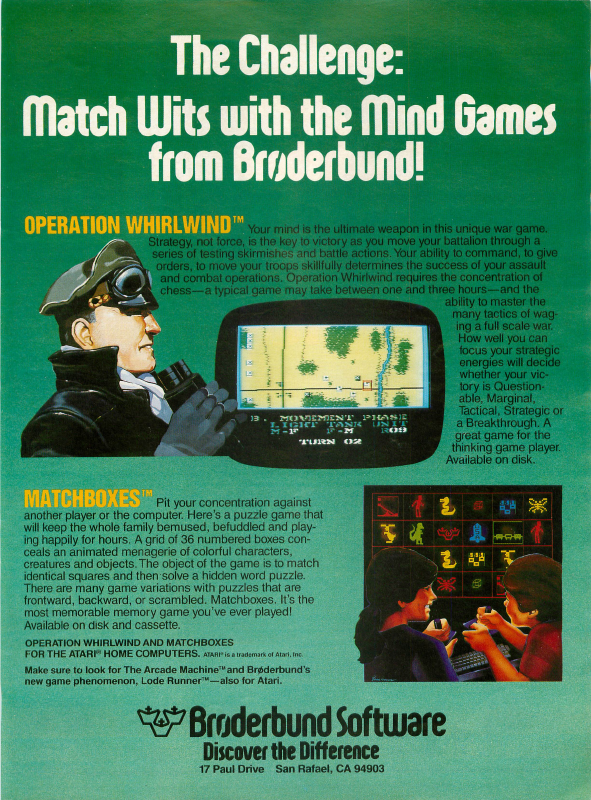 The Challenge:
Match Wits with the Mind Games
from Brøderbund!
OPERATION WHIRLWIND™ Your mind is the ultimate weapon in this unique war game.
Strategy, not force, is the key to victory as you move your battalion through a
series of testing skirmishes and battle actions. Your ability to command, to give
orders, to move your troops skillfully determines the success of your assault
and combat operations. Operation Whirlwind requires the concentration of
chess—a typical game may take between one and three hours—and the
ability to master the
many tactics of wag-
ing a full scale war.
How well you can
focus your strategic
energies will decide
whether your vic-
tory is Question-
able, Marginal,
Tactical, Strategic or
a Breakthrough. A
great game for the
thinking game player.
Available on disk.
3. MOVEMENT PHASE
LIGHT TANK UNIT
M-F F-M R09
TURN 02
MATCHBOXES™ Pit your concentration against
another player or the computer. Here's a puzzle game that
will keep the whole family bemused, befuddled and play-
ing happily for hours. A grid of 36 numbered boxes con-
ceals an animated menagerie of colorful characters,
creatures and objects. The object of the game is to match
identical squares and then solve a hidden word puzzle.
There are many game variations with puzzles that are
frontward, backward, or scrambled. Matchboxes. It's the
most memorable memory game you've ever played!
Available on disk and cassette.
OPERATION WHIRLWIND AND MATCHBOXES
FOR THE ATARI® HOME COMPUTERS. ATARI® is a trademark of Atari, Inc.
Make sure to look for The Arcade Machine™ and Brøderbund's
new game phenomenon, Lode Runner™—also for Atari.
Brøderbund Software
Discover the Difference
17 Paul Drive San Rafael, CA 94903